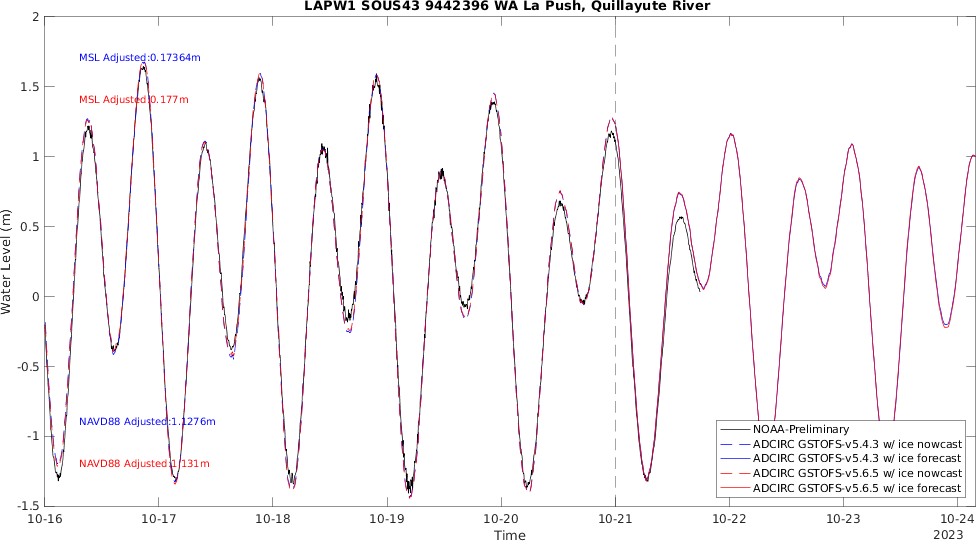 LAPW1 SOUS43 9442396 WA La Push, Quillayute River
2
1.5
1
0.5
0
-0.5
-1
-1.5
Water Level (m)
MSL Adjusted:0.17364m
MSL Adjusted:0.177m
NAVD88 Adjusted:1.1276m
NAVD88 Adjusted:1.131m
NOAA-Preliminary
ADCIRC GSTOFS-v5.4.3 w/ ice nowcast
ADCIRC GSTOFS-v5.4.3 w/ ice forecast
ADCIRC GSTOFS-v5.6.5 w/ ice nowcast
ADCIRC GSTOFS-v5.6.5 w/ ice forecast
10-16 10-17 10-18 10-19 10-20 10-21 10-22 10-23 10-24
Time
2023